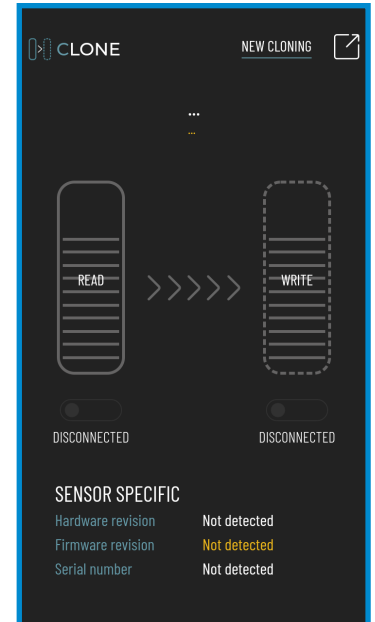 CLONE
NEW CLONING
...
...
READ
WRITE
DISCONNECTED
DISCONNECTED
SENSOR SPECIFIC
Hardware revision Not detected
Firmware revision Not detected
Serial number Not detected